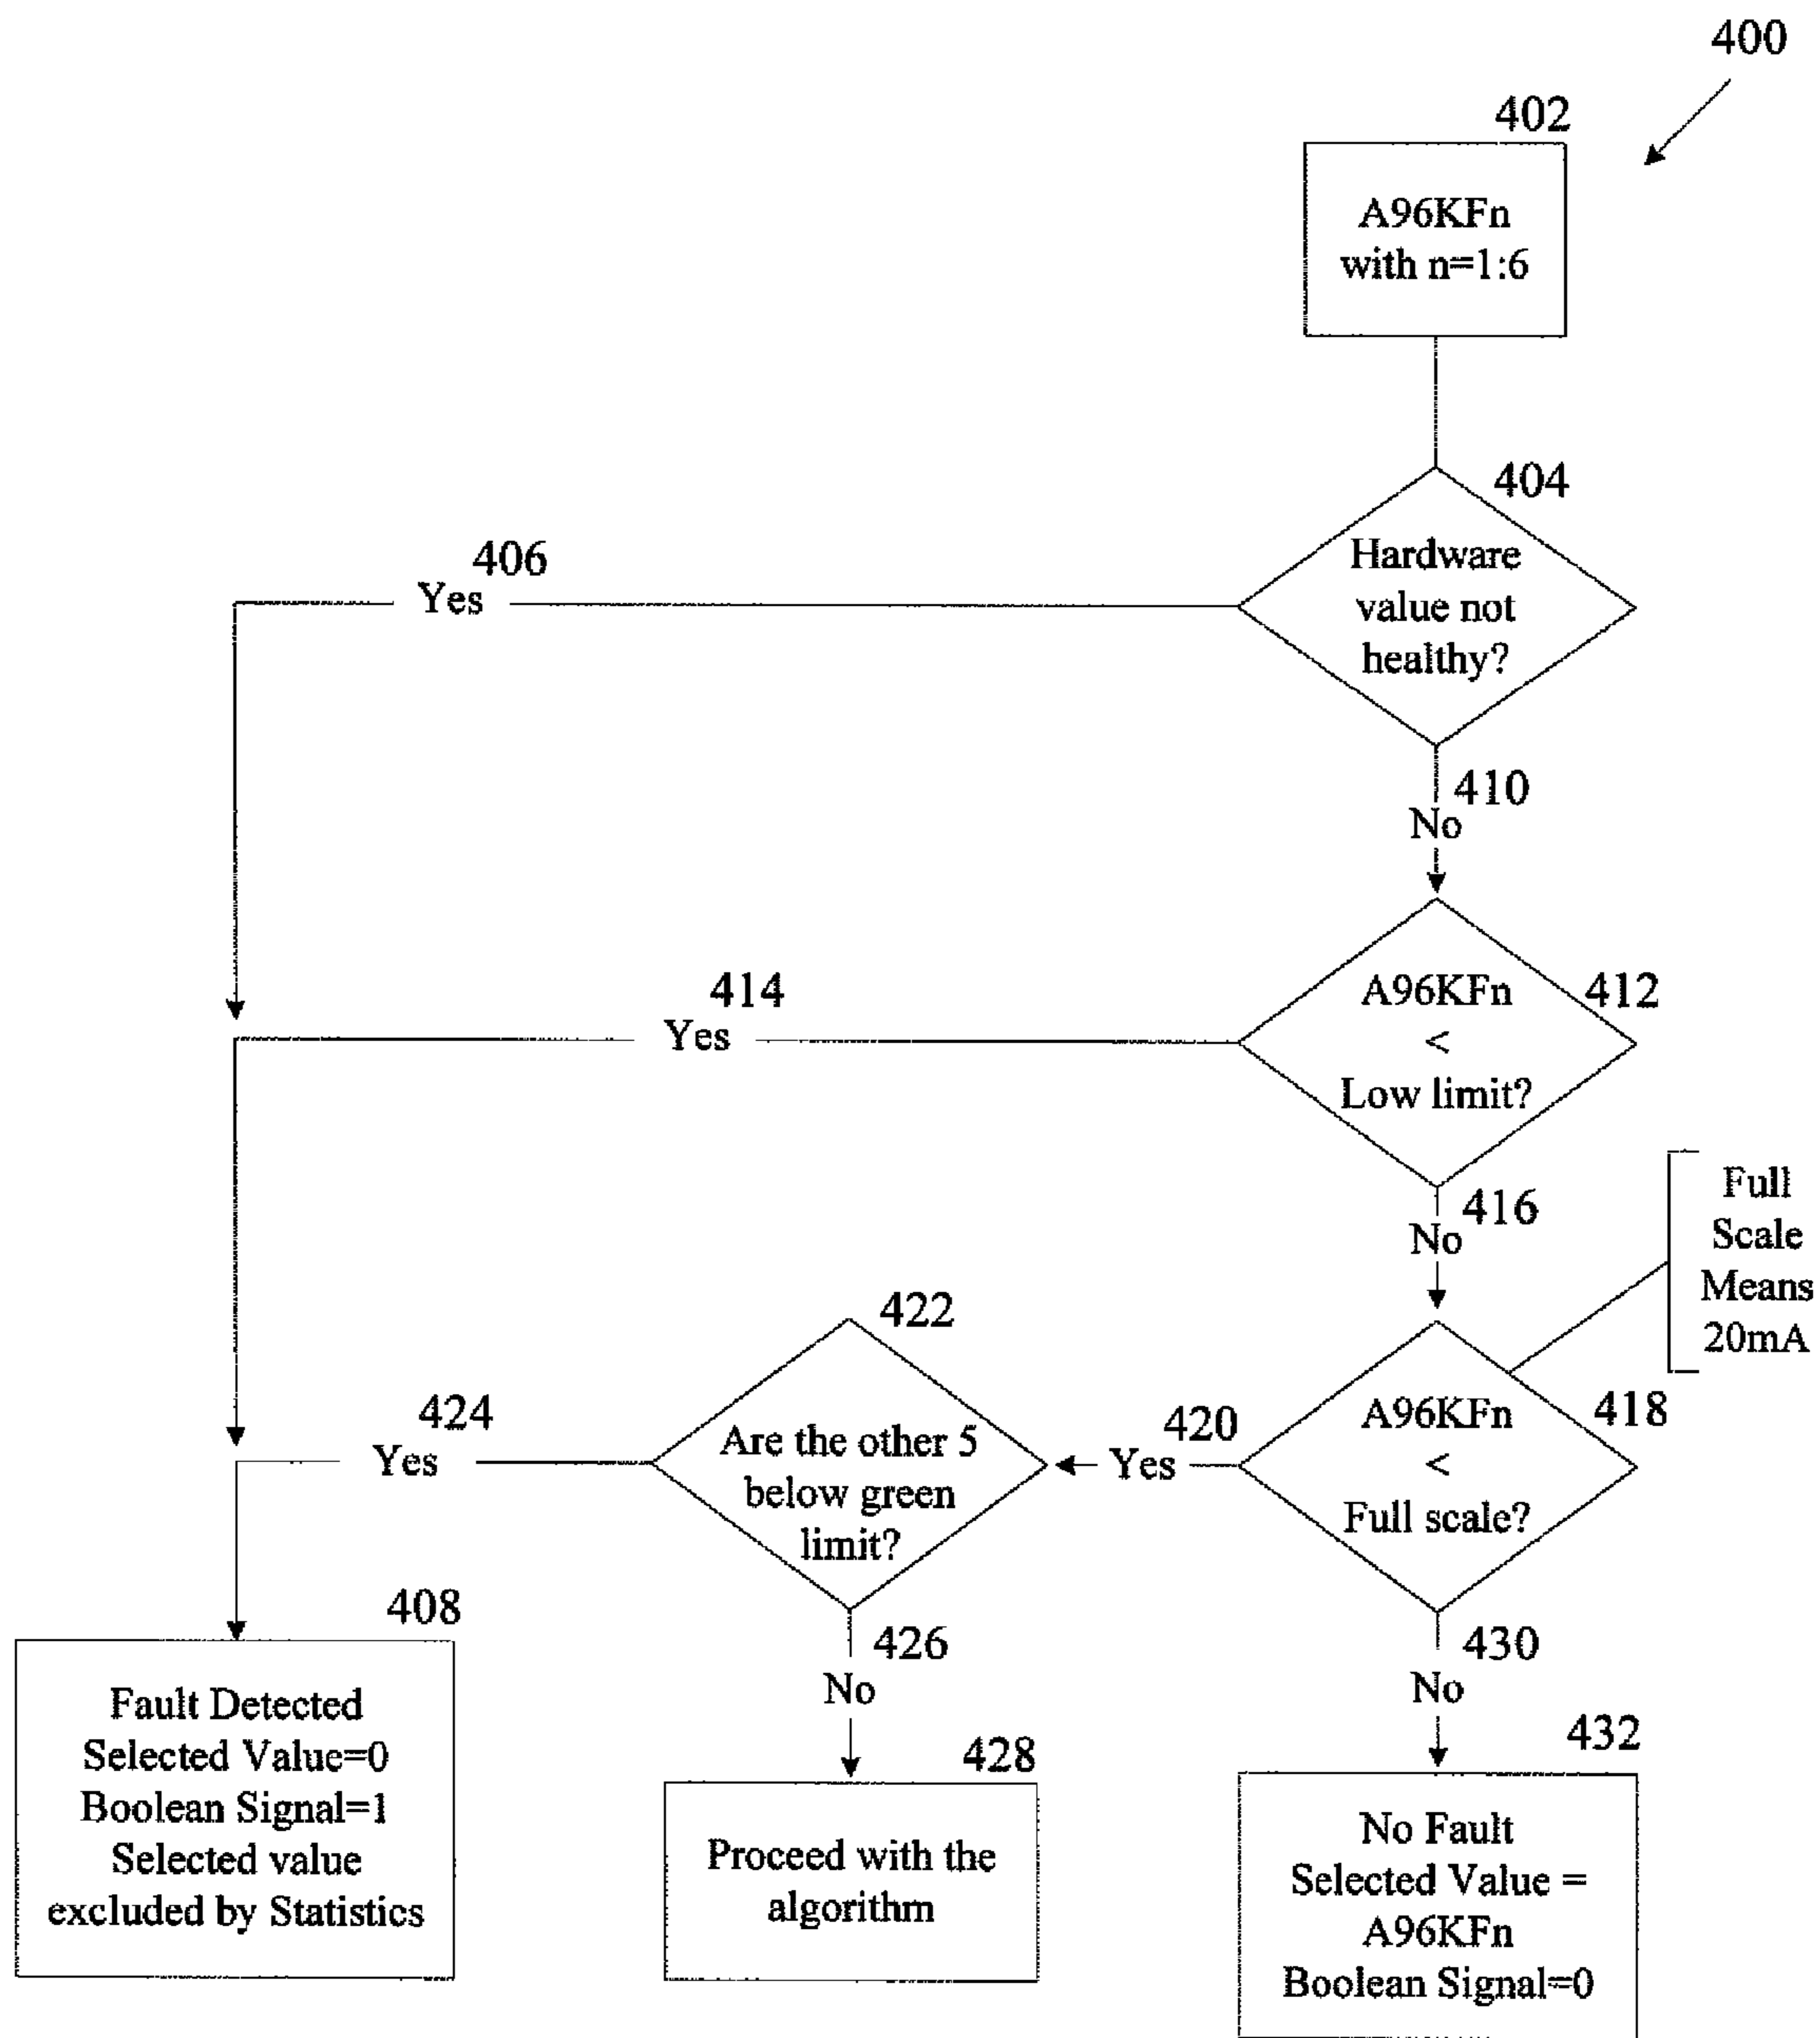 400
402
A96KFn
with n=1:6
404
Hardware
value not
healthy?
406
Yes
410
No
412
A96KFn
<
Low limit?
414
Yes
416
No
Full
Scale
Means
20mA
418
A96KFn
<
Full scale?
420
Yes
422
Are the other 5
below green
limit?
424
Yes
408
Fault Detected
Selected Value=0
Boolean Signal=1
Selected value
excluded by Statistics
426
No
428
Proceed with the
algorithm
430
No
432
No Fault
Selected Value =
A96KFn
Boolean Signal=0